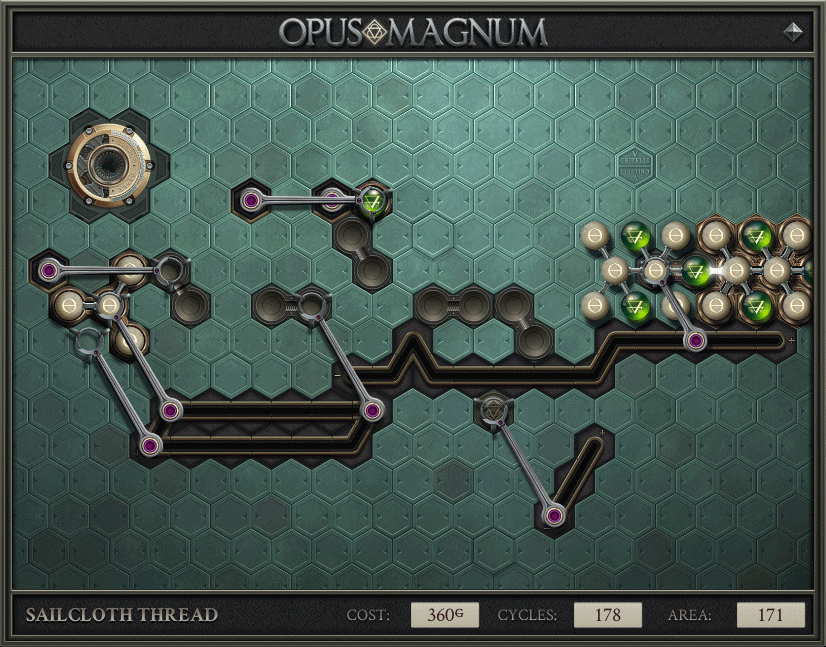 OPUS MAGNUM
SAILCLOTH THREAD
COST: 360G
CYCLES: 178
AREA: 171